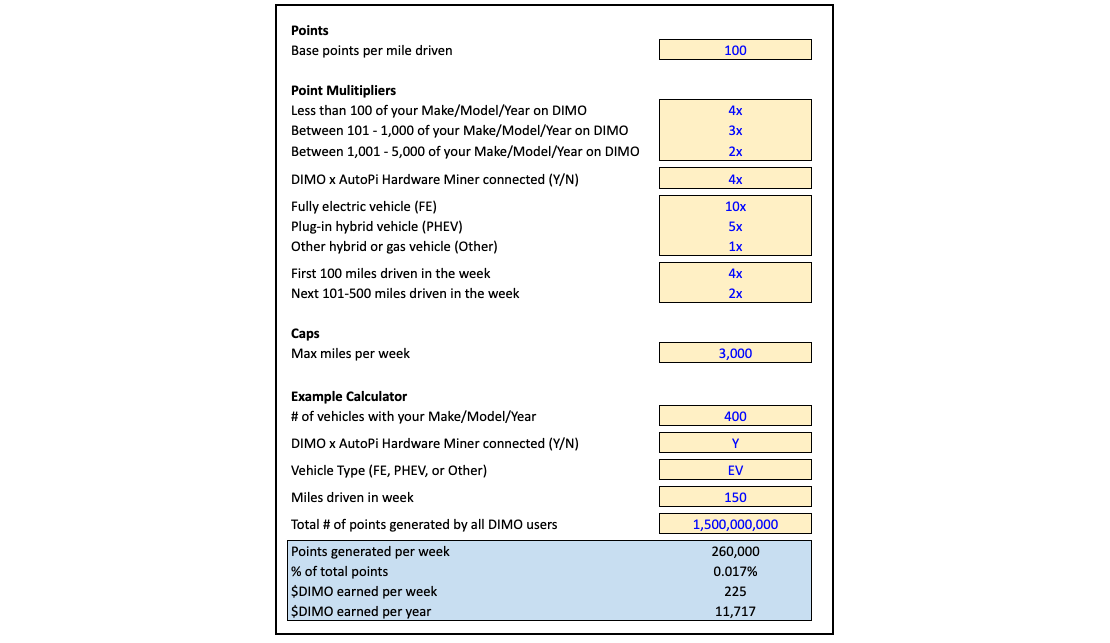 Points
Base points per mile driven 100
Point Mulitipliers
Less than 100 of your Make/Model/Year on DIMO 4x
Between 101 - 1,000 of your Make/Model/Year on DIMO 3x
Between 1,001 - 5,000 of your Make/Model/Year on DIMO 2x
DIMO x AutoPi Hardware Miner connected (Y/N) 4x
Fully electric vehicle (FE) 10x
Plug-in hybrid vehicle (PHEV) 5x
Other hybrid or gas vehicle (Other) 1x
First 100 miles driven in the week 4x
Next 101-500 miles driven in the week 2x
Caps
Max miles per week 3,000
Example Calculator
# of vehicles with your Make/Model/Year 400
DIMO x AutoPi Hardware Miner connected (Y/N) Y
Vehicle Type (FE, PHEV, or Other) EV
Miles driven in week 150
Total # of points generated by all DIMO users 1,500,000,000
Points generated per week 260,000
% of total points 0.017%
$DIMO earned per week 225
$DIMO earned per year 11,717